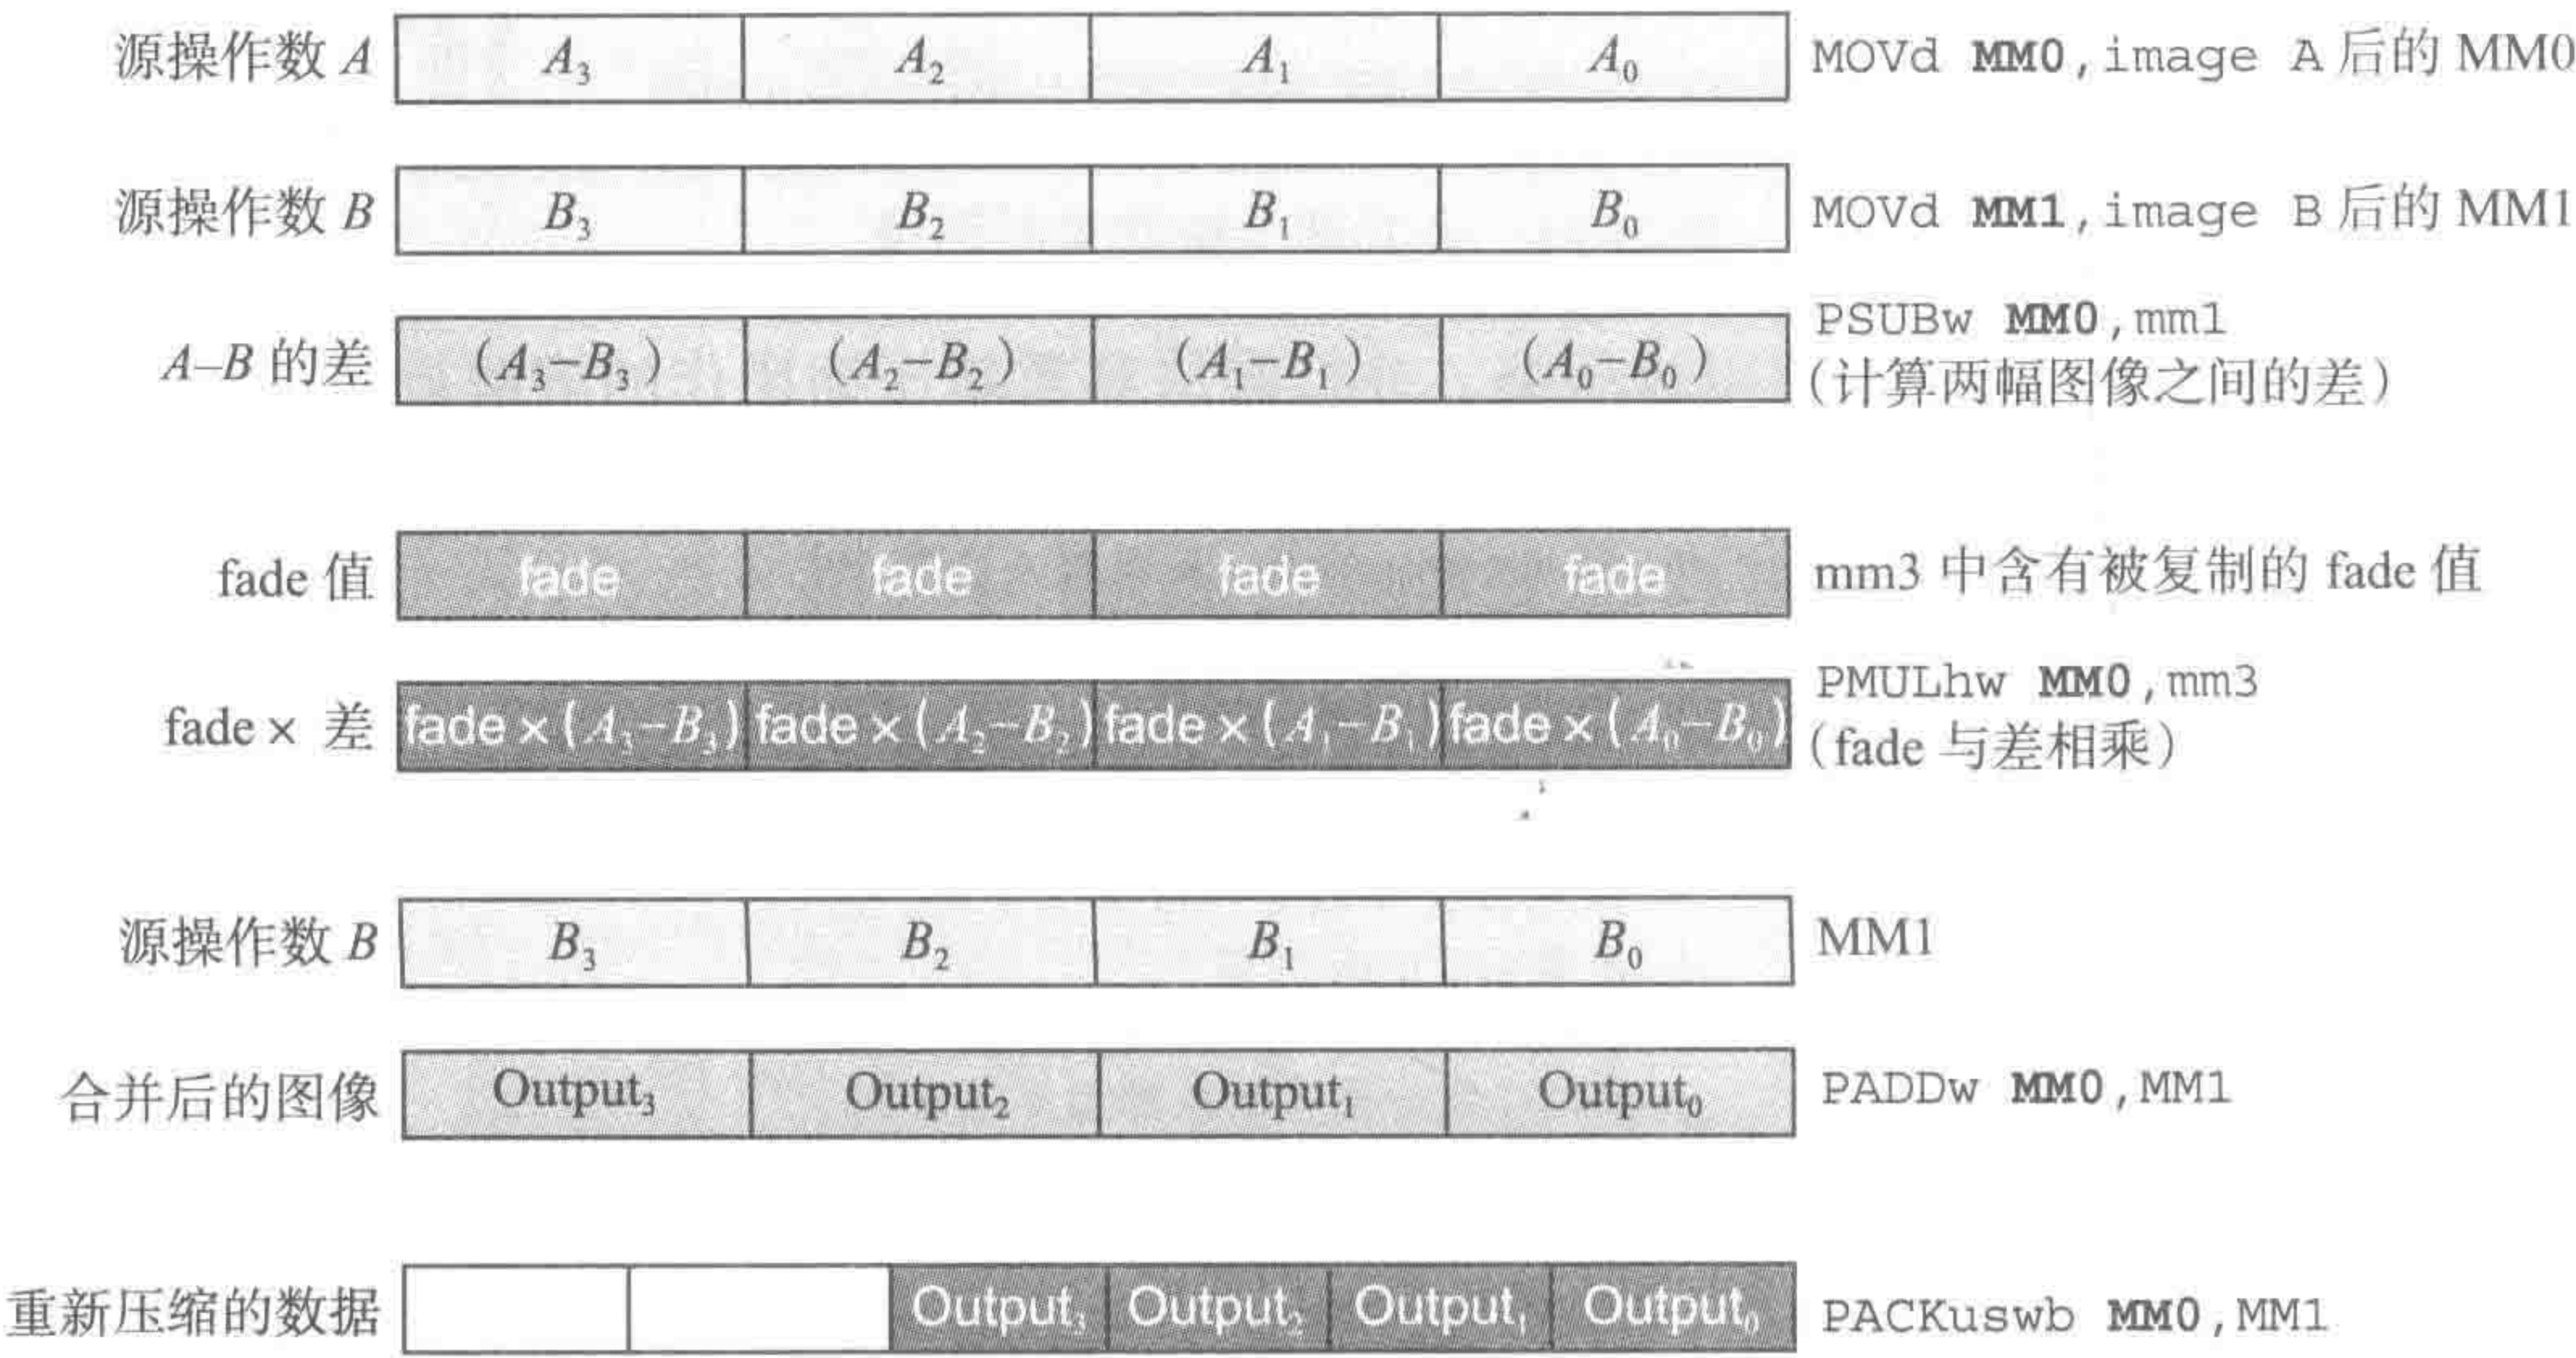 源操作数 A A₃ A₂ A₁ A₀ MOVd MM0,image A 后的 MM0
源操作数 B B₃ B₂ B₁ B₀ MOVd MM1,image B 后的 MM1
A–B 的差 (A₃−B₃) (A₂−B₂) (A₁−B₁) (A₀−B₀) PSUBw MM0,mm1
(计算两幅图像之间的差)
fade 值 fade fade fade fade mm3 中含有被复制的 fade 值
fade × 差 fade × (A₃−B₃) fade × (A₂−B₂) fade × (A₁−B₁) fade × (A₀−B₀) PMULhw MM0,mm3
(fade 与差相乘)
源操作数 B B₃ B₂ B₁ B₀ MM1
合并后的图像 Output₃ Output₂ Output₁ Output₀ PADDw MM0,MM1
重新压缩的数据 Output₃ Output₂ Output₁ Output₀ PACKuswb MM0,MM1